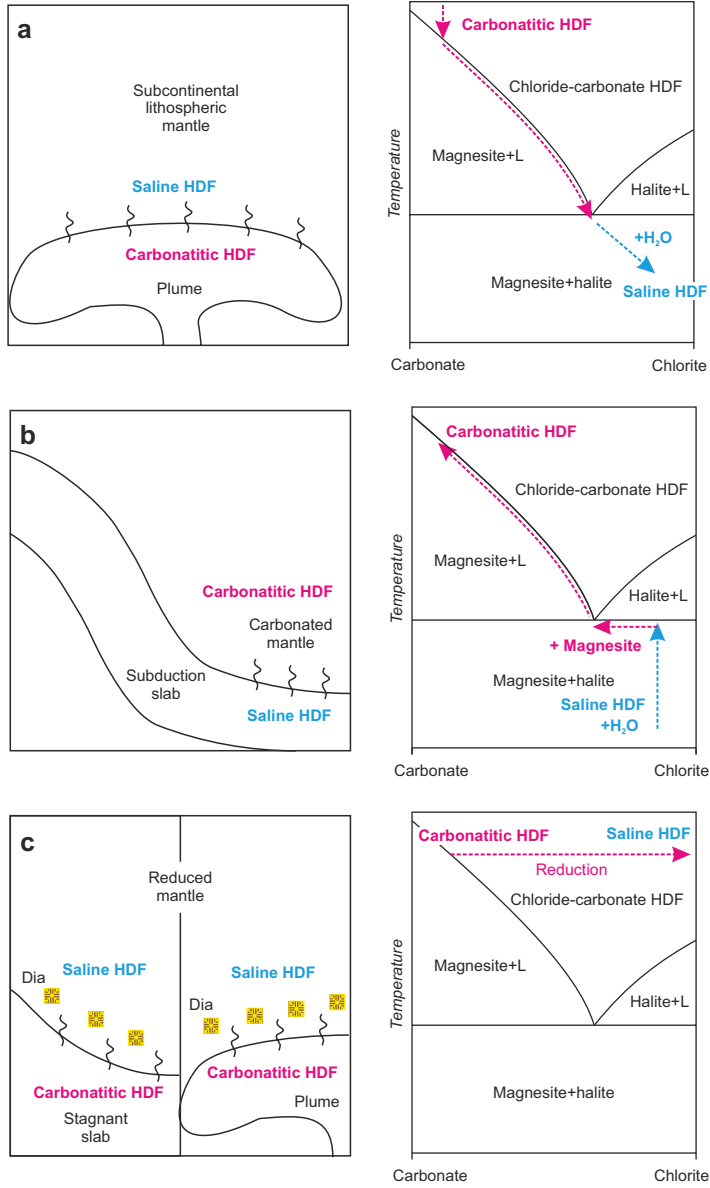 a
Subcontinental
lithospheric
mantle
Saline HDF
Carbonatitic HDF
Plume
Temperature
Carbonatitic HDF
Chloride-carbonate HDF
Magnesite+L
Halite+L
+H₂O
Magnesite+halite
Saline HDF
Carbonate
Chlorite
b
Carbonatitic HDF
Carbonated
mantle
Subduction
slab
Saline HDF
Temperature
Carbonatitic HDF
Chloride-carbonate HDF
Magnesite+L
Halite+L
+ Magnesite
Magnesite+halite
Saline HDF
+H₂O
Carbonate
Chlorite
c
Reduced
mantle
Saline HDF
Dia
Carbonatitic HDF
Stagnant
slab
Saline HDF
Dia
Carbonatitic HDF
Plume
Temperature
Carbonatitic HDF
Saline HDF
Reduction
Chloride-carbonate HDF
Magnesite+L
Halite+L
Magnesite+halite
Carbonate
Chlorite